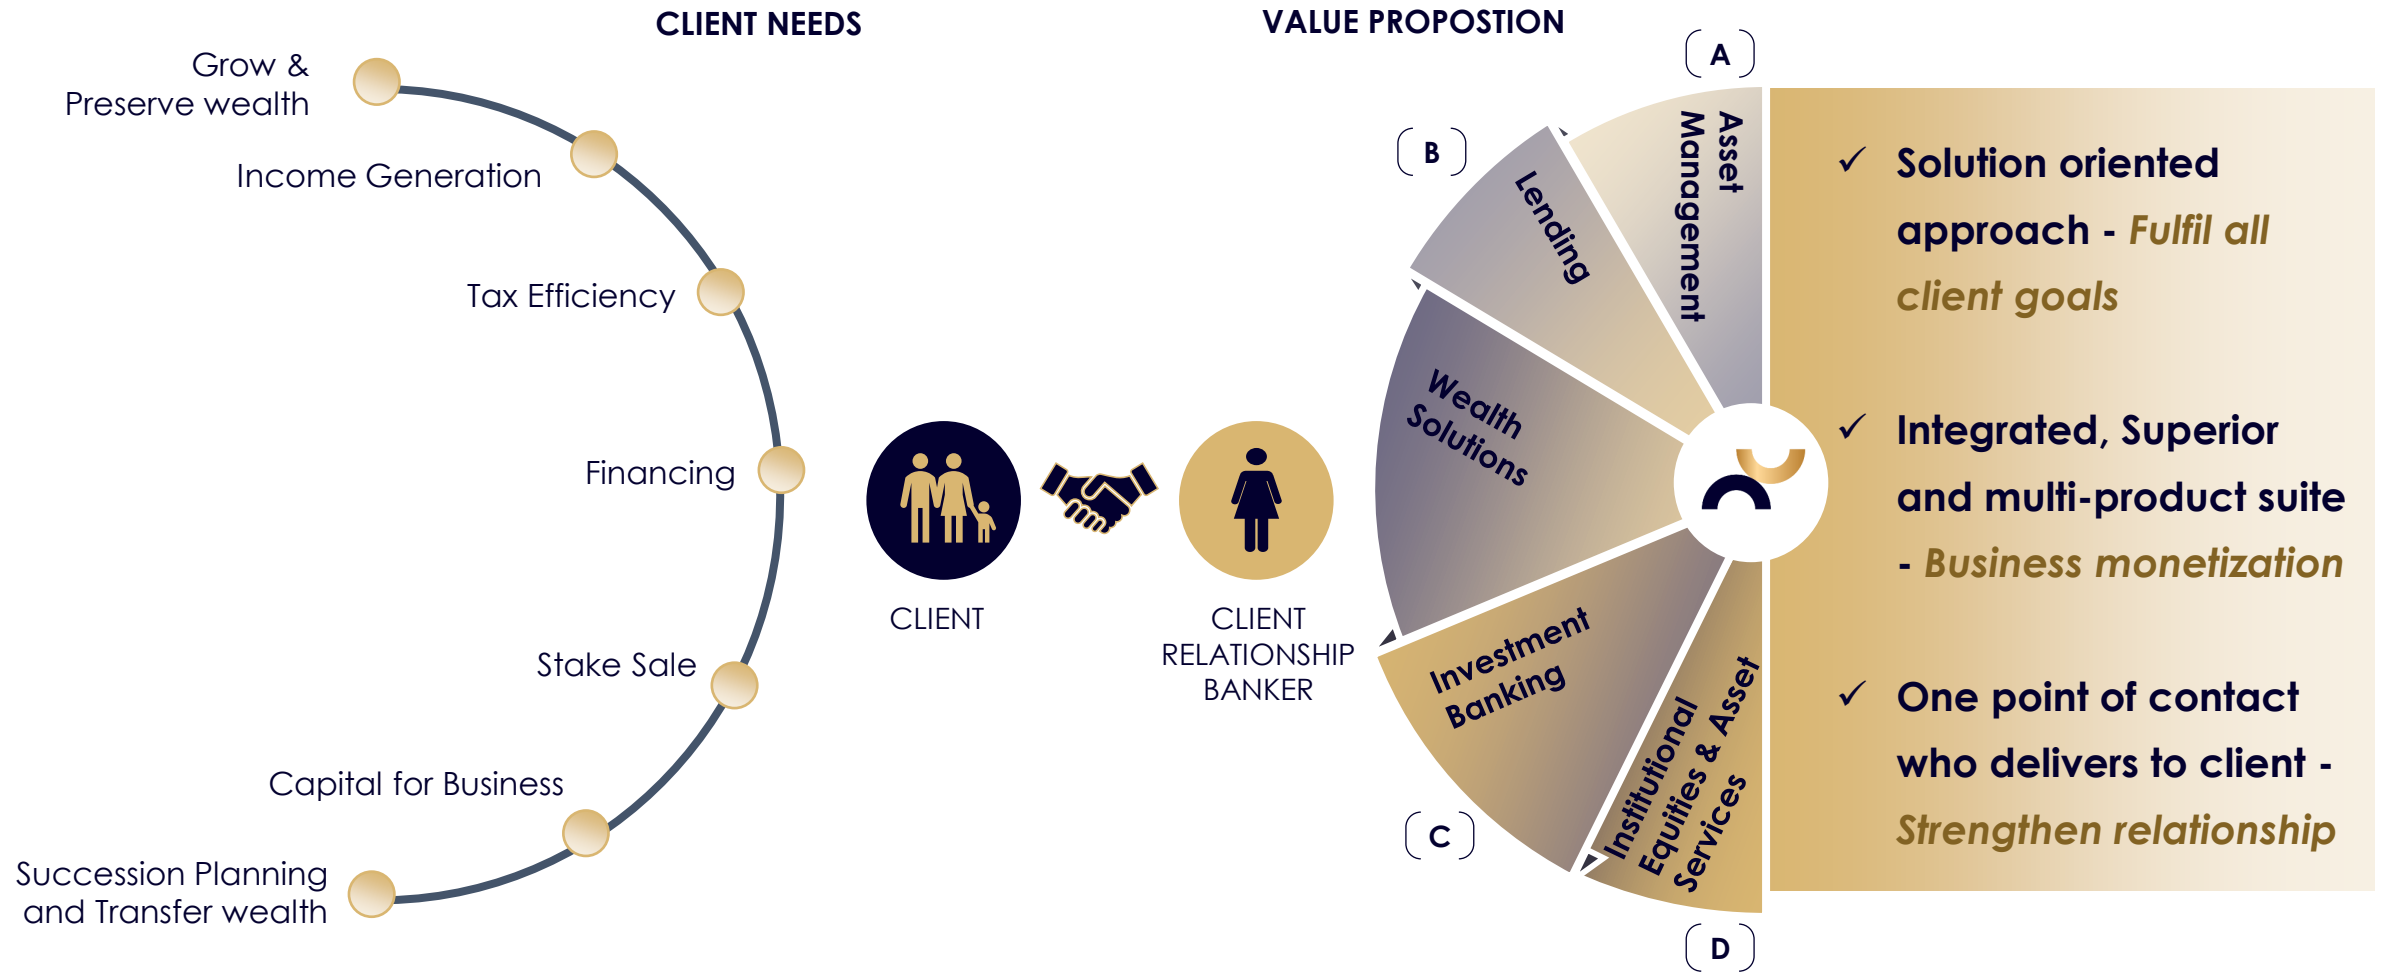 CLIENT NEEDS
Grow &
Preserve wealth
Income Generation
Tax Efficiency
Financing
Stake Sale
Capital for Business
Succession Planning
and Transfer wealth
CLIENT
CLIENT
RELATIONSHIP
BANKER
VALUE PROPOSTION
A
Asset
Management
B
Lending
Wealth
Solutions
Investment
Banking
C
Institutional
Equities & Asset
Services
D
✓ Solution oriented
approach - Fulfil all
client goals
✓ Integrated, Superior
and multi-product suite
- Business monetization
✓ One point of contact
who delivers to client -
Strengthen relationship